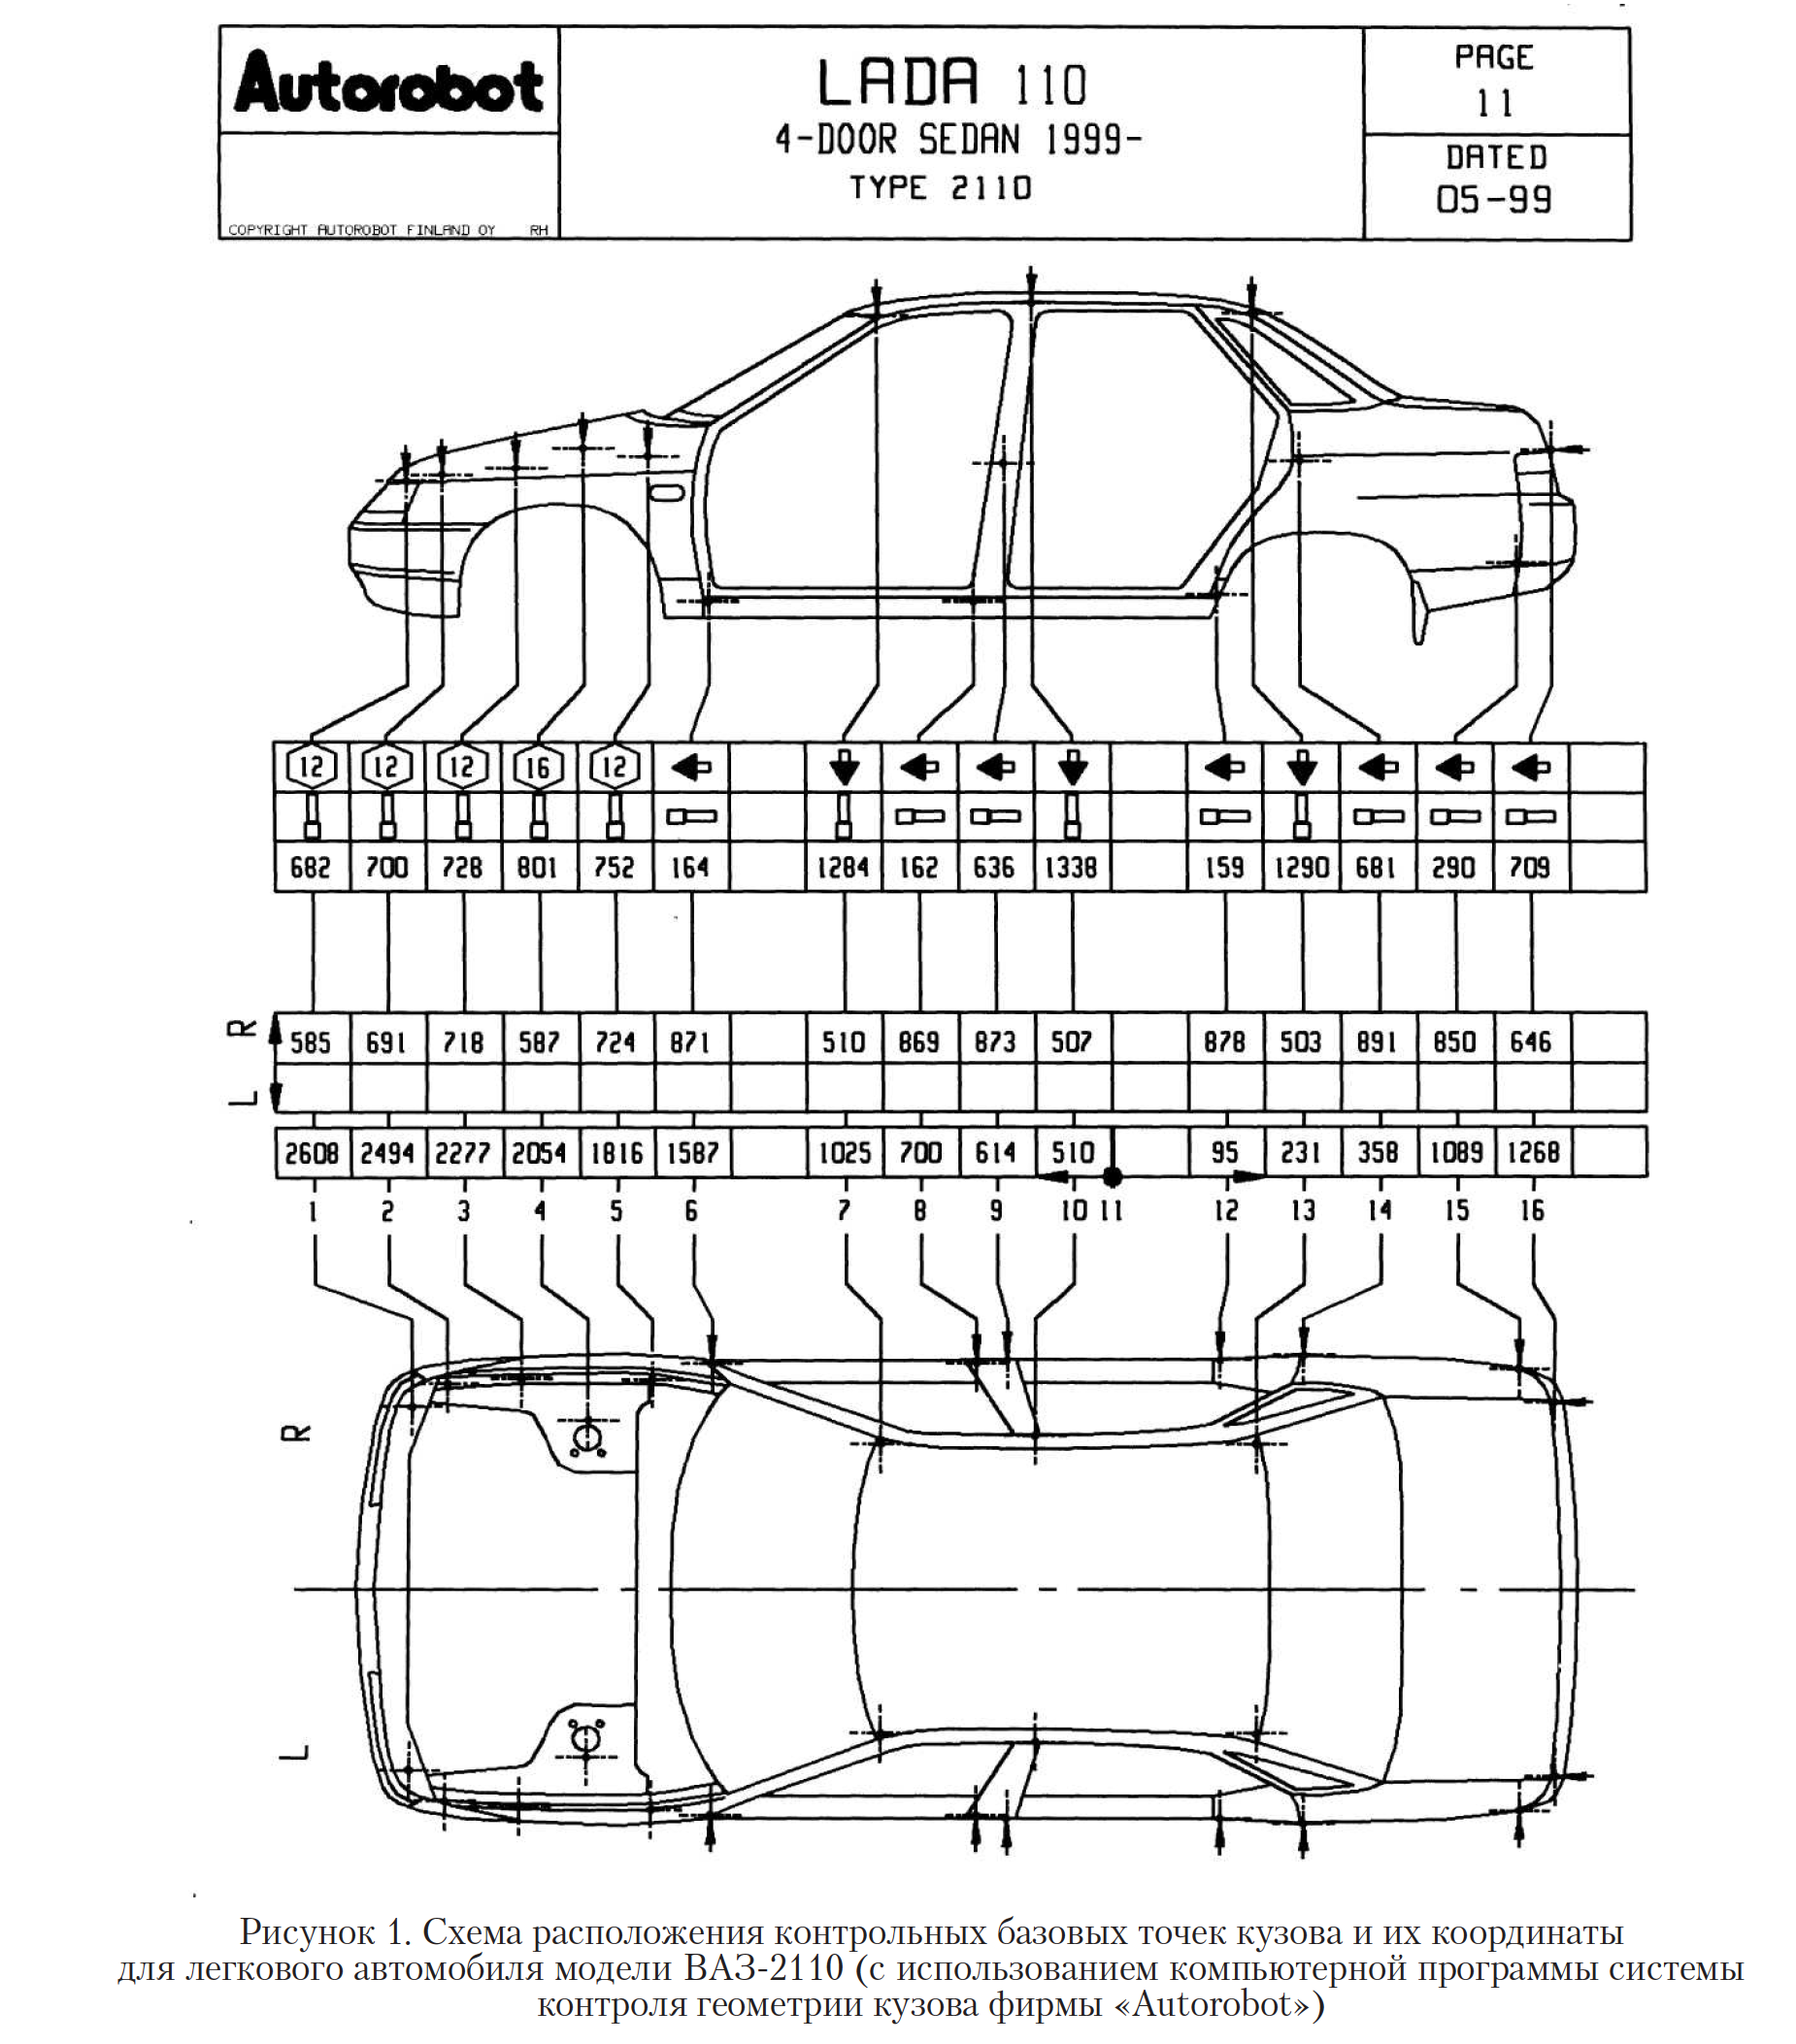 Autorobot
COPYRIGHT AUTOROBOT FINLAND OY RH
LADA 110
4-DOOR SEDAN 1999-
TYPE 2110
PAGE
11
DATED
05-99
12 12 12 16 12
682 700 728 801 752 164 1284 162 636 1338 159 1290 681 290 709
R
585 691 718 587 724 871 510 869 873 507 878 503 891 850 646
L
2608 2494 2277 2054 1816 1587 1025 700 614 510 95 231 358 1089 1268
1 2 3 4 5 6 7 8 9 10 11 12 13 14 15 16
R
L
Рисунок 1. Схема расположения контрольных базовых точек кузова и их координаты
для легкового автомобиля модели ВАЗ-2110 (с использованием компьютерной программы системы
контроля геометрии кузова фирмы «Autorobot»)